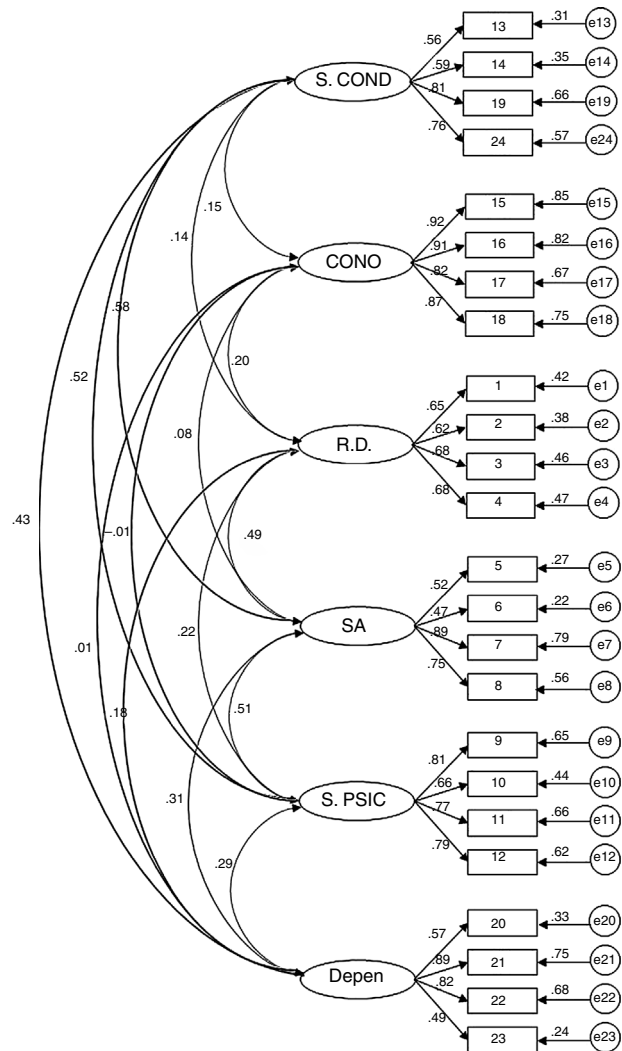 13 .31 e13
.56
S. COND .59 14 .35 e14
.81 19 .66 e19
.76 24 .57 e24
.15
.14
15 .85 e15
.92
CONO .91 16 .82 e16
.82 17 .67 e17
.87 18 .75 e18
.58
.52
.20
1 .42 e1
.65
R.D. .62 2 .38 e2
.68 3 .46 e3
.68 4 .47 e4
.08
.43
–.01
.49
5 .27 e5
.52
SA .47 6 .22 e6
.89 7 .79 e7
.75 8 .56 e8
.22
.01
.18
.51
9 .65 e9
.81
S. PSIC .66 10 .44 e10
.77 11 .66 e11
.79 12 .62 e12
.31
.29
20 .33 e20
.57
Depen .89 21 .75 e21
.82 22 .68 e22
.49 23 .24 e23